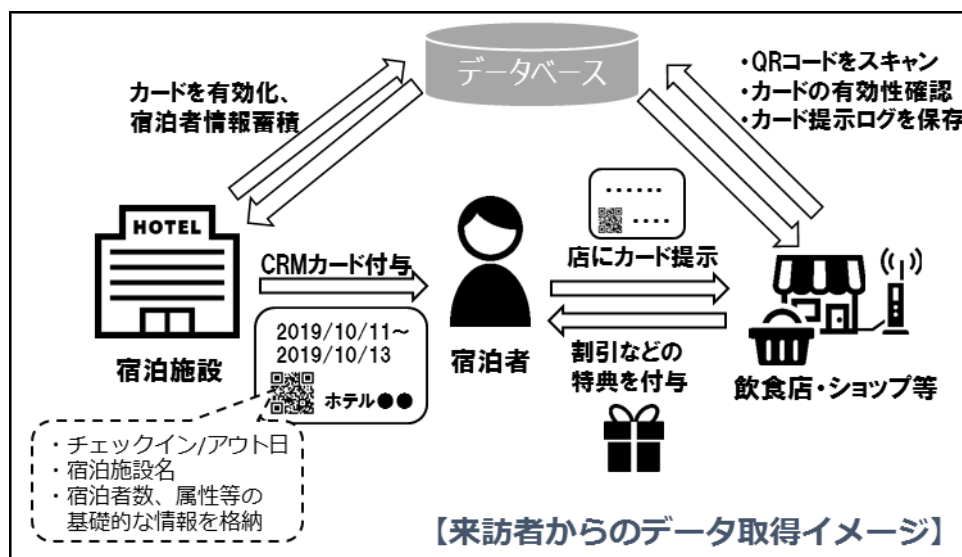 データベース
カードを有効化、
宿泊者情報蓄積
・QRコードをスキャン
・カードの有効性確認
・カード提示ログを保存
HOTEL
宿泊施設
CRMカード付与
2019/10/11～
2019/10/13
ホテル●●
・チェックイン/アウト日
・宿泊施設名
・宿泊者数、属性等の
基礎的な情報を格納
宿泊者
······
····
店にカード提示
割引などの
特典を付与
飲食店・ショップ等
【来訪者からのデータ取得イメージ】